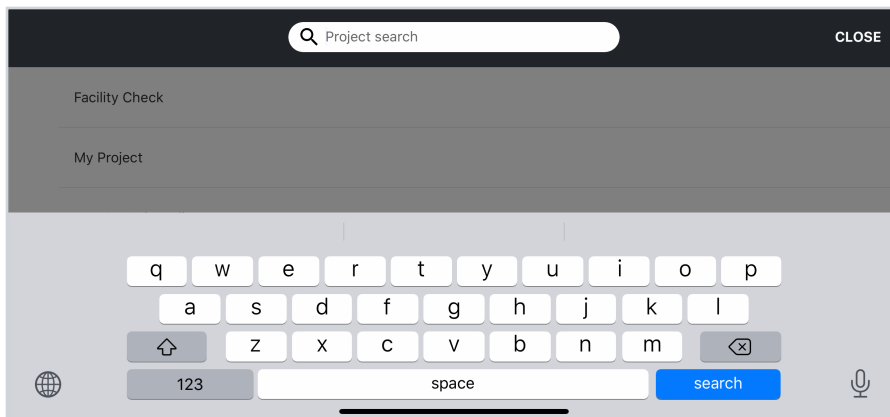 Project search
CLOSE
Facility Check
My Project
q w e r t y u i o p
a s d f g h j k l
z x c v b n m
123 space search